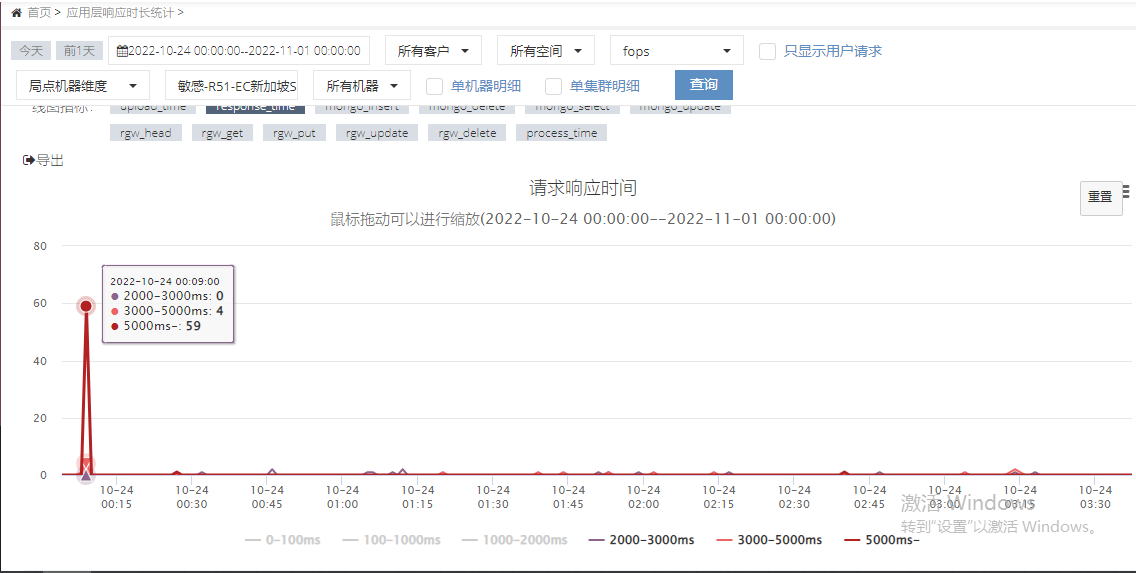 首页 > 应用层响应时长统计 >
今天 前1天 2022-10-24 00:00:00--2022-11-01 00:00:00 所有客户 所有空间 fops 只显示用户请求
局点机器维度 敏感-R51-EC新加坡S 所有机器 单机器明细 单集群明细 查询
线图指标: upload_time response_time mongo_insert mongo_delete mongo_select mongo_update
rgw_head rgw_get rgw_put rgw_update rgw_delete process_time
导出
请求响应时间
重置
鼠标拖动可以进行缩放(2022-10-24 00:00:00--2022-11-01 00:00:00)
80
2022-10-24 00:09:00
2000-3000ms: 0
60
3000-5000ms: 4
5000ms-: 59
40
20
0
10-24 10-24 10-24 10-24 10-24 10-24 10-24 10-24 10-24 10-24 10-24 10-24 10-24 10-24
00:15 00:30 00:45 01:00 01:15 01:30 01:45 02:00 02:15 02:30 02:45 03:00 03:15 03:30
激活 Windows
转到"设置"以激活 Windows。
0-100ms 100-1000ms 1000-2000ms 2000-3000ms 3000-5000ms 5000ms-